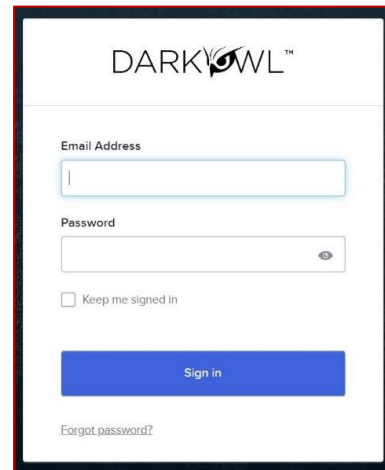 DARKOWL™
Email Address
Password
Keep me signed in
Sign in
Forgot password?